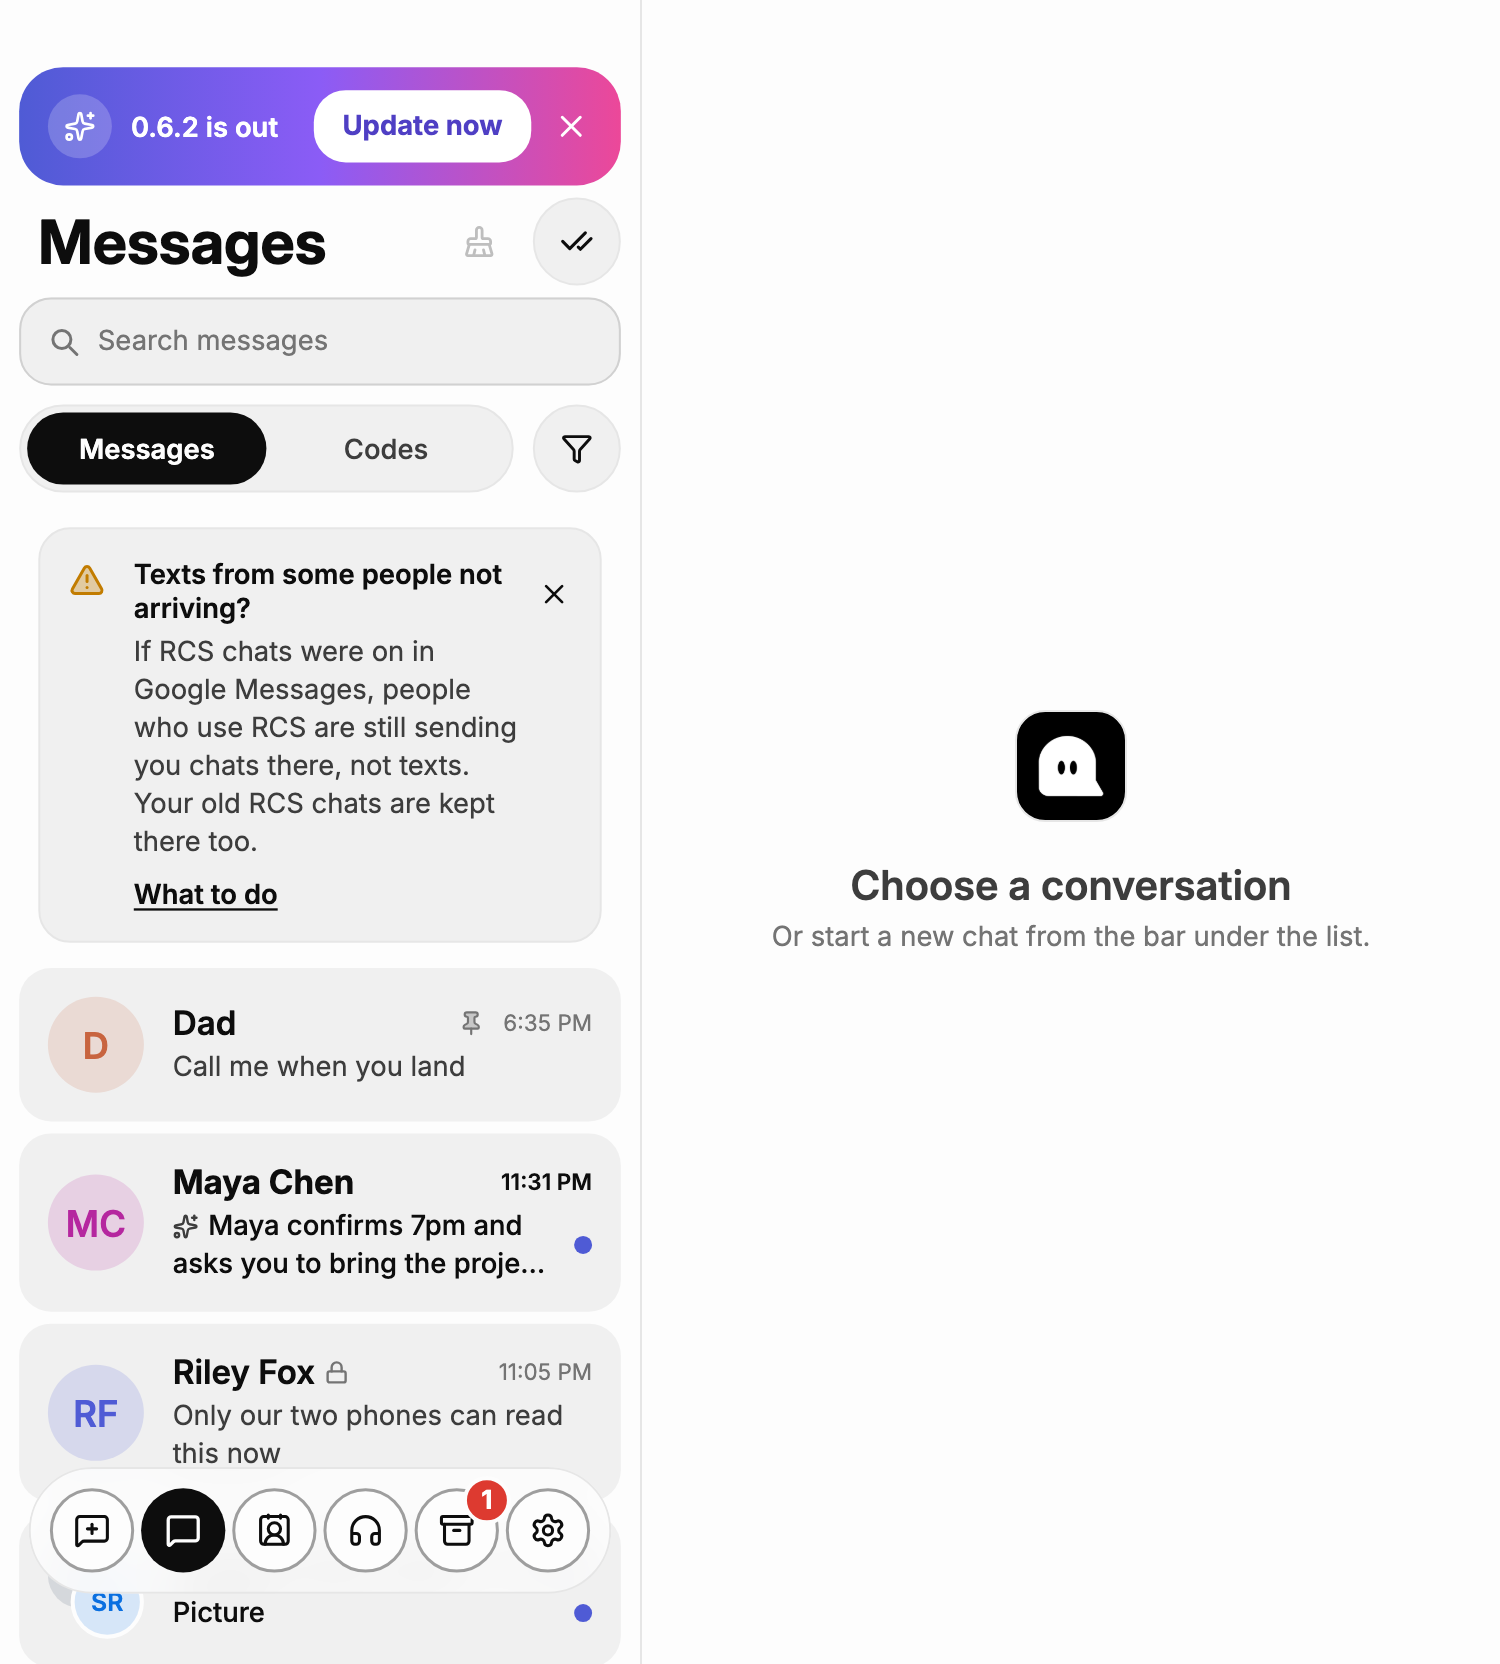 0.6.2 is out
Update now
Messages
Search messages
Messages
Codes
Texts from some people not
arriving?
If RCS chats were on in
Google Messages, people
who use RCS are still sending
you chats there, not texts.
Your old RCS chats are kept
there too.
What to do
D
Dad
6:35 PM
Call me when you land
MC
Maya Chen
11:31 PM
Maya confirms 7pm and
asks you to bring the proje...
RF
Riley Fox
11:05 PM
Only our two phones can read
this now
1
SR
Picture
Choose a conversation
Or start a new chat from the bar under the list.